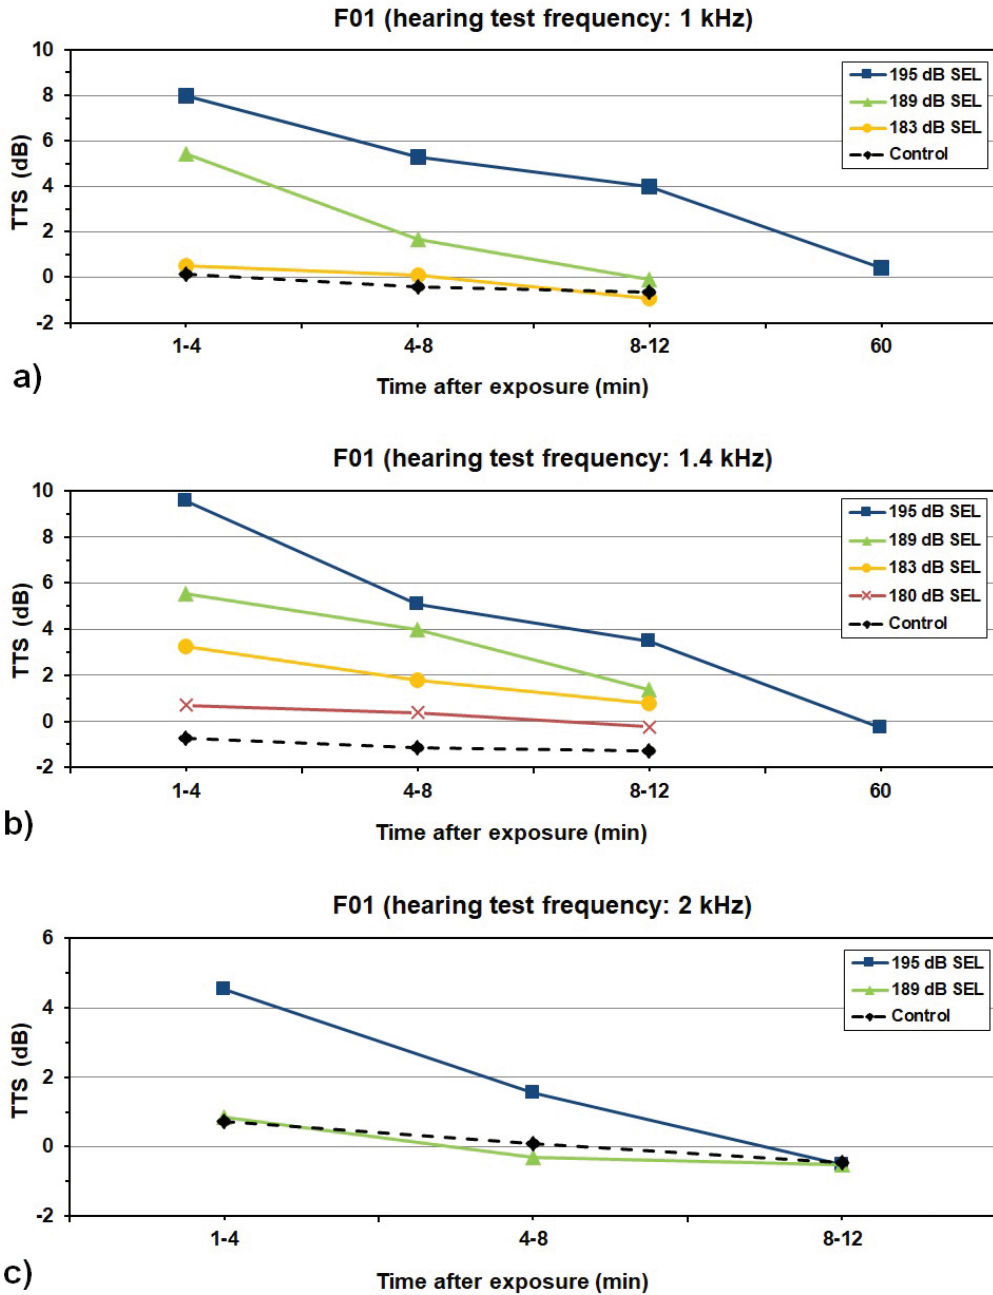 F01 (hearing test frequency: 1 kHz)
10
8
6
4
2
0
-2
TTS (dB)
195 dB SEL
189 dB SEL
183 dB SEL
Control
1-4
4-8
8-12
60
Time after exposure (min)
a)
F01 (hearing test frequency: 1.4 kHz)
10
8
6
4
2
0
-2
TTS (dB)
195 dB SEL
189 dB SEL
183 dB SEL
180 dB SEL
Control
1-4
4-8
8-12
60
Time after exposure (min)
b)
F01 (hearing test frequency: 2 kHz)
6
4
2
0
-2
TTS (dB)
195 dB SEL
189 dB SEL
Control
1-4
4-8
8-12
Time after exposure (min)
c)